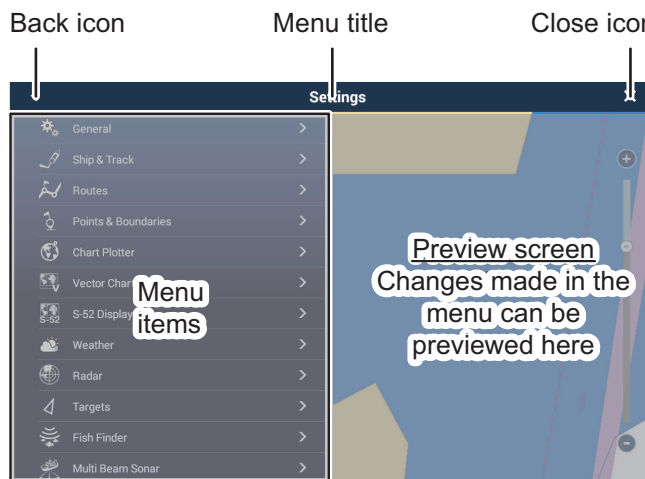 Back icon Menu title Close icon
Settings
General
Ship & Track
Routes
Points & Boundaries
Chart Plotter
Vector Char
S-52 Display
Weather
Radar
Targets
Fish Finder
Multi Beam Sonar
V
S-52
Menu
items
Preview screen
Changes made in the
menu can be
previewed here